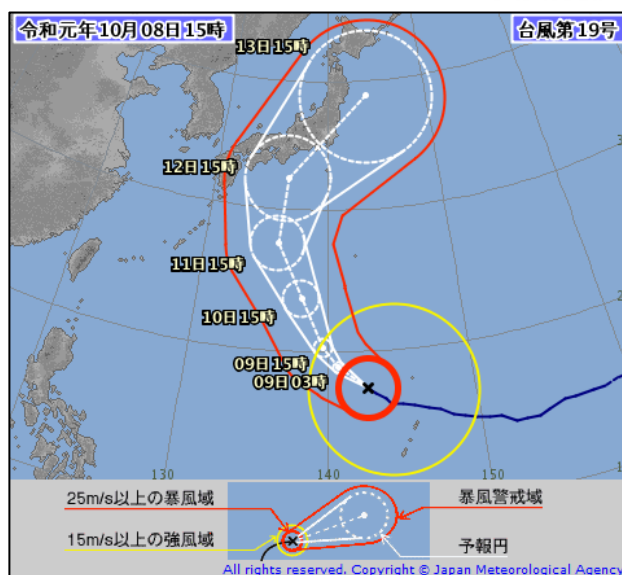 令和元年10月08日15時
台風第19号
13日15時
12日15時
11日15時
10日15時
09日15時
09日03時
130
140
150
25m/s以上の暴風域
暴風警戒域
15m/s以上の強風域
予報円
All rights reserved. Copyright © Japan Meteorological Agency